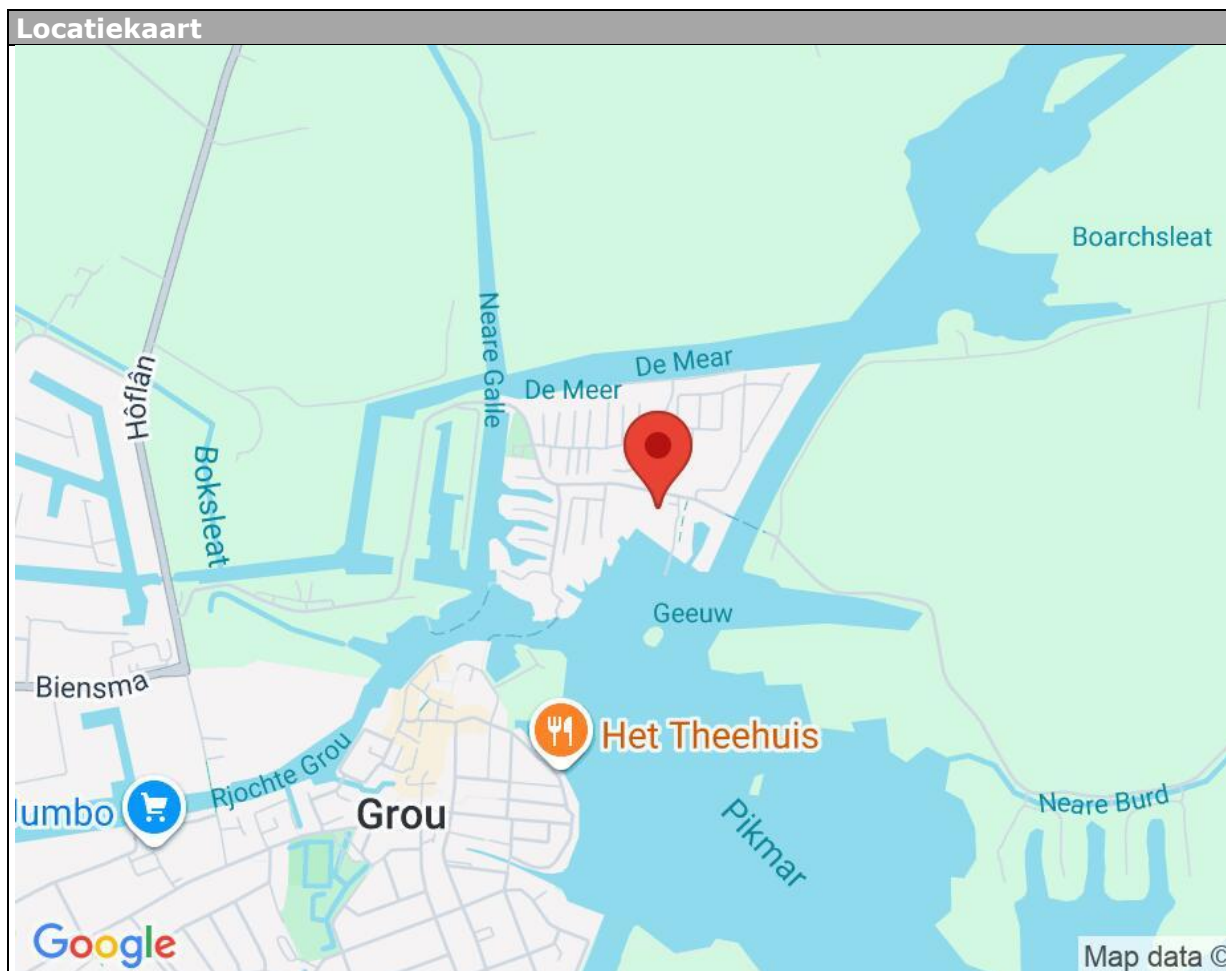 Locatiekaart
Boarchsleat
Neare Galle
De Mear
De Meer
Hôflân
Boksleat
Geeuw
Biensma
Het Theehuis
Rjochte Grou
Jumbo
Grou
Pikmar
Neare Burd
Google
Map data ©